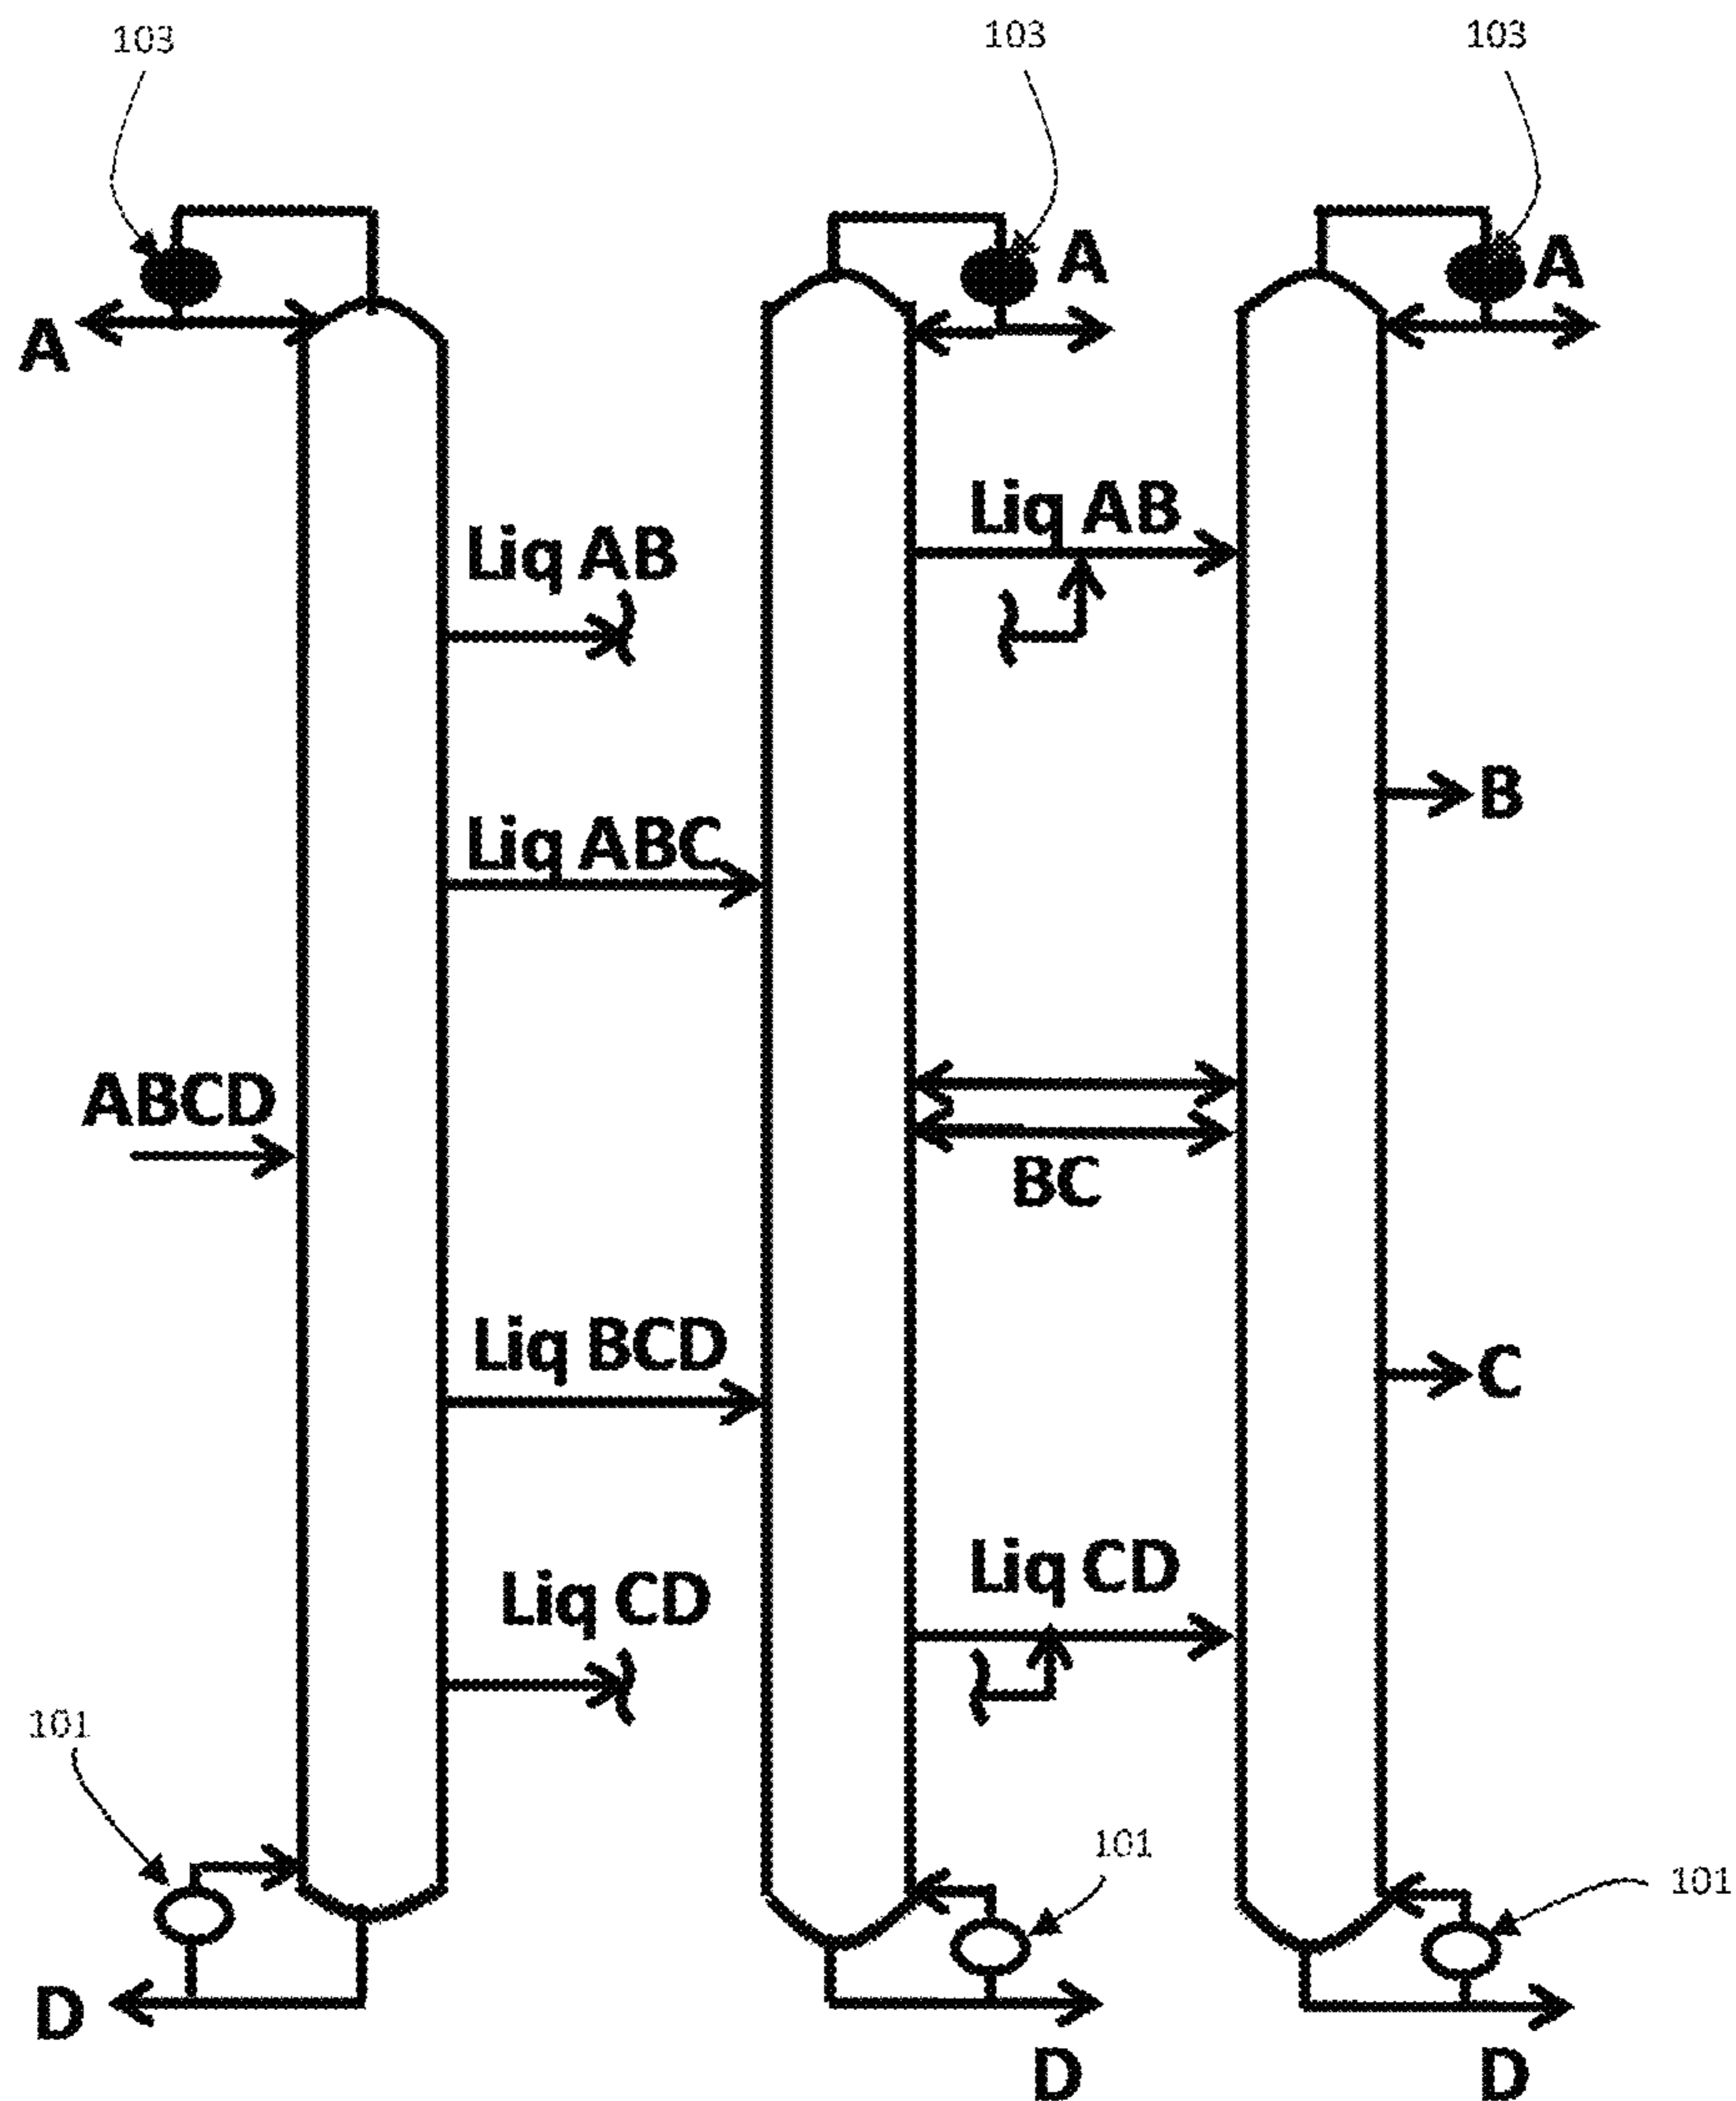 103
103
103
A
A
A
Liq AB
Liq AB
B
Liq ABC
ABCD
BC
Liq BCD
C
Liq CD
Liq CD
101
101
101
D
D
D